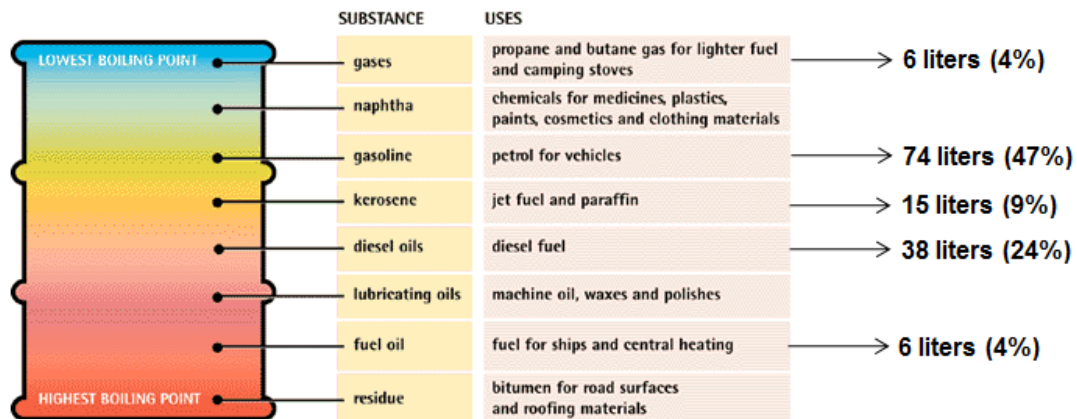 SUBSTANCE USES
LOWEST BOILING POINT
gases
propane and butane gas for lighter fuel
and camping stoves
6 liters (4%)
naphtha
chemicals for medicines, plastics,
paints, cosmetics and clothing materials
gasoline
petrol for vehicles
74 liters (47%)
kerosene
jet fuel and paraffin
15 liters (9%)
diesel oils
diesel fuel
38 liters (24%)
lubricating oils
machine oil, waxes and polishes
fuel oil
fuel for ships and central heating
6 liters (4%)
HIGHEST BOILING POINT
residue
bitumen for road surfaces
and roofing materials